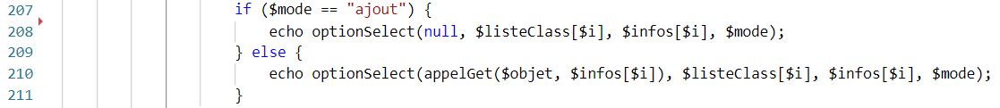 207 if ($mode == "ajout") {
208 echo optionSelect(null, $listeClass[$i], $infos[$i], $mode);
209 } else {
210 echo optionSelect(appelGet($objet, $infos[$i]), $listeClass[$i], $infos[$i], $mode);
211 }